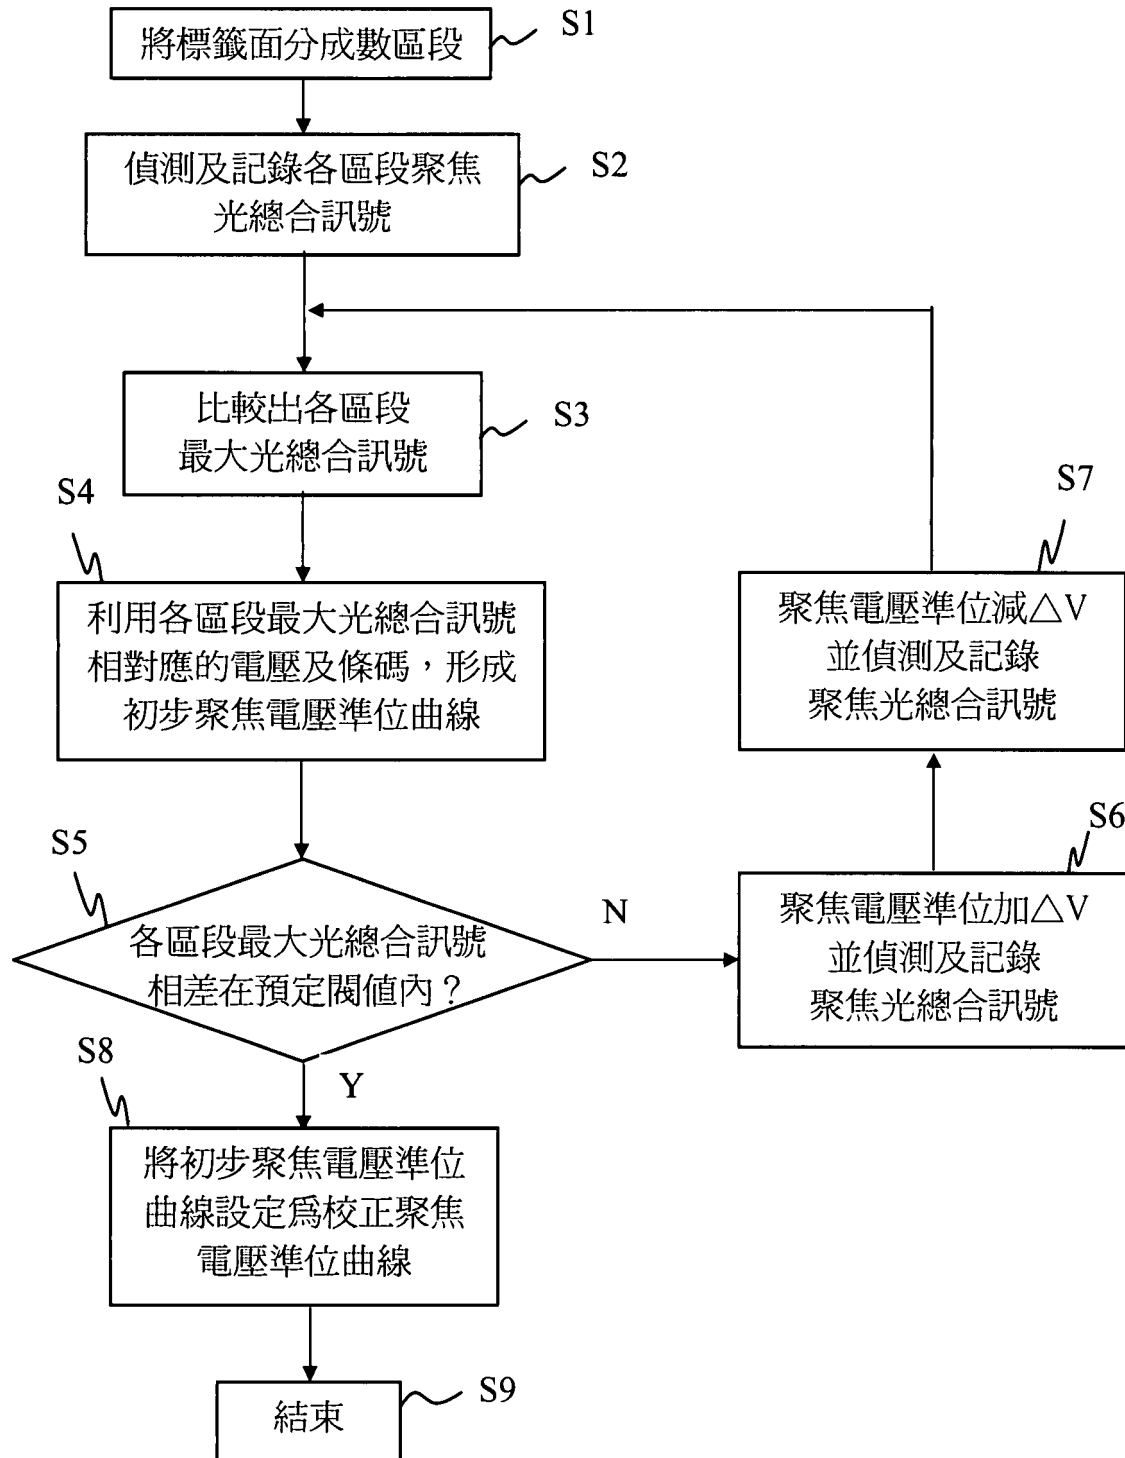 將標籤面分成數區段
S1
偵測及記錄各區段聚焦
光總合訊號
S2
比較出各區段
最大光總合訊號
S3
S4
利用各區段最大光總合訊號
相對應的電壓及條碼，形成
初步聚焦電壓準位曲線
S5
各區段最大光總合訊號
相差在預定閥值內？
N
Y
S6
聚焦電壓準位加△V
並偵測及記錄
聚焦光總合訊號
S7
聚焦電壓準位減△V
並偵測及記錄
聚焦光總合訊號
S8
將初步聚焦電壓準位
曲線設定爲校正聚焦
電壓準位曲線
結束
S9